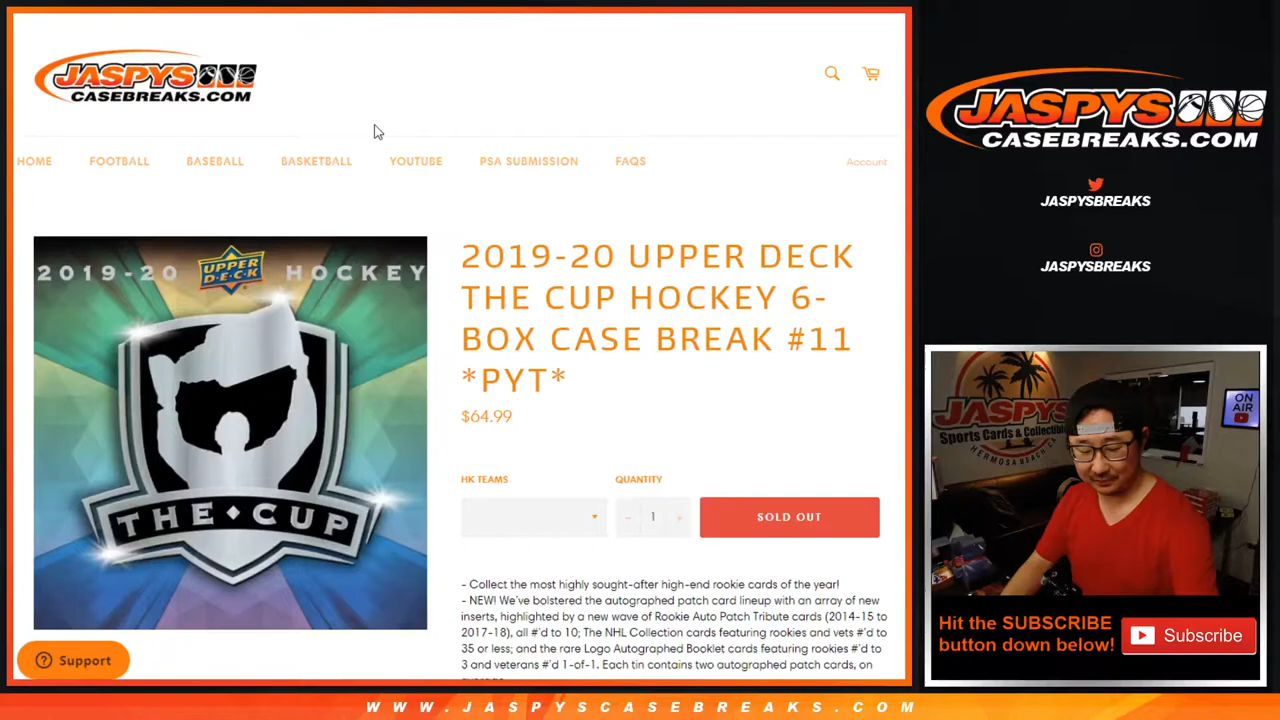 JASPYS
CASEBREAKS.COM
HOME FOOTBALL BASEBALL BASKETBALL YOUTUBE PSA SUBMISSION FAQS Account
2019-20 UPPER DECK HOCKEY
THE CUP
2019-20 UPPER DECK
THE CUP HOCKEY 6-
BOX CASE BREAK #11
*PYT*
$64.99
HK TEAMS QUANTITY
1 SOLD OUT
- Collect the most highly sought-after high-end rookie cards of the year!
- NEW! We've bolstered the autographed patch card lineup with an array of new
inserts, highlighted by a new wave of Rookie Auto Patch Tribute cards (2014-15 to
2017-18), all #'d to 10; The NHL Collection cards featuring rookies and vets #'d to
35 or less; and the rare Logo Autographed Booklet cards featuring rookies #'d to
3 and veterans #'d 1-of-1. Each tin contains two autographed patch cards, on
average.
Support
JASPYS
CASEBREAKS.COM
JASPYSBREAKS
JASPYSBREAKS
JASPYS
Sports Cards & Collectibles
HERMOSA BEACH, CA
ON
AIR
Hit the SUBSCRIBE
button down below!
Subscribe
WWW.JASPYSCASEBREAKS.COM